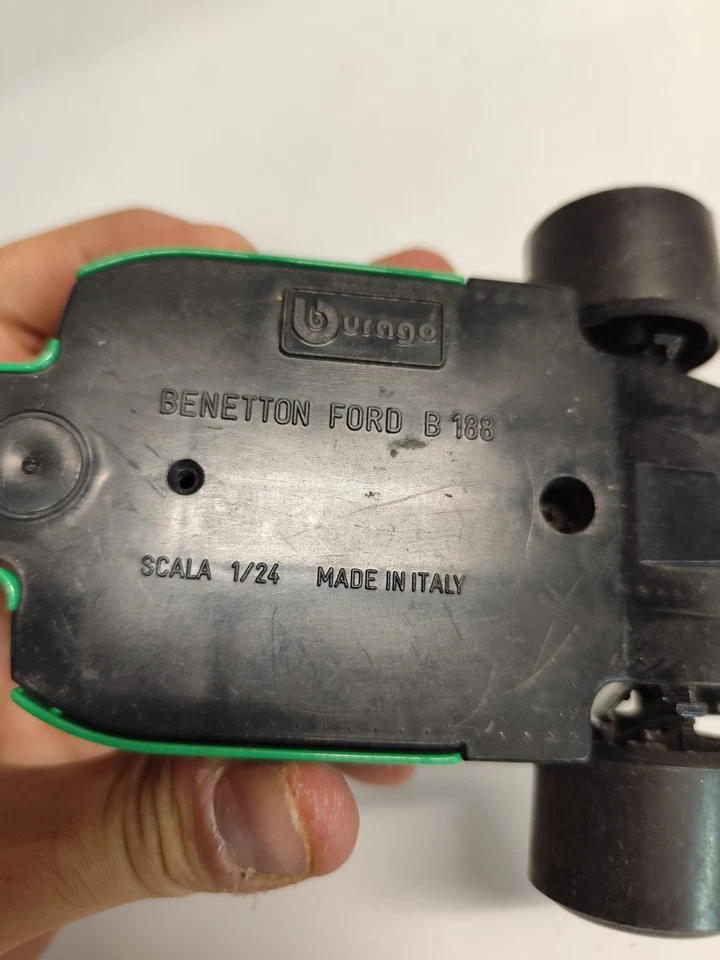 burago
BENETTON FORD B 188
SCALA 1/24 MADE IN ITALY